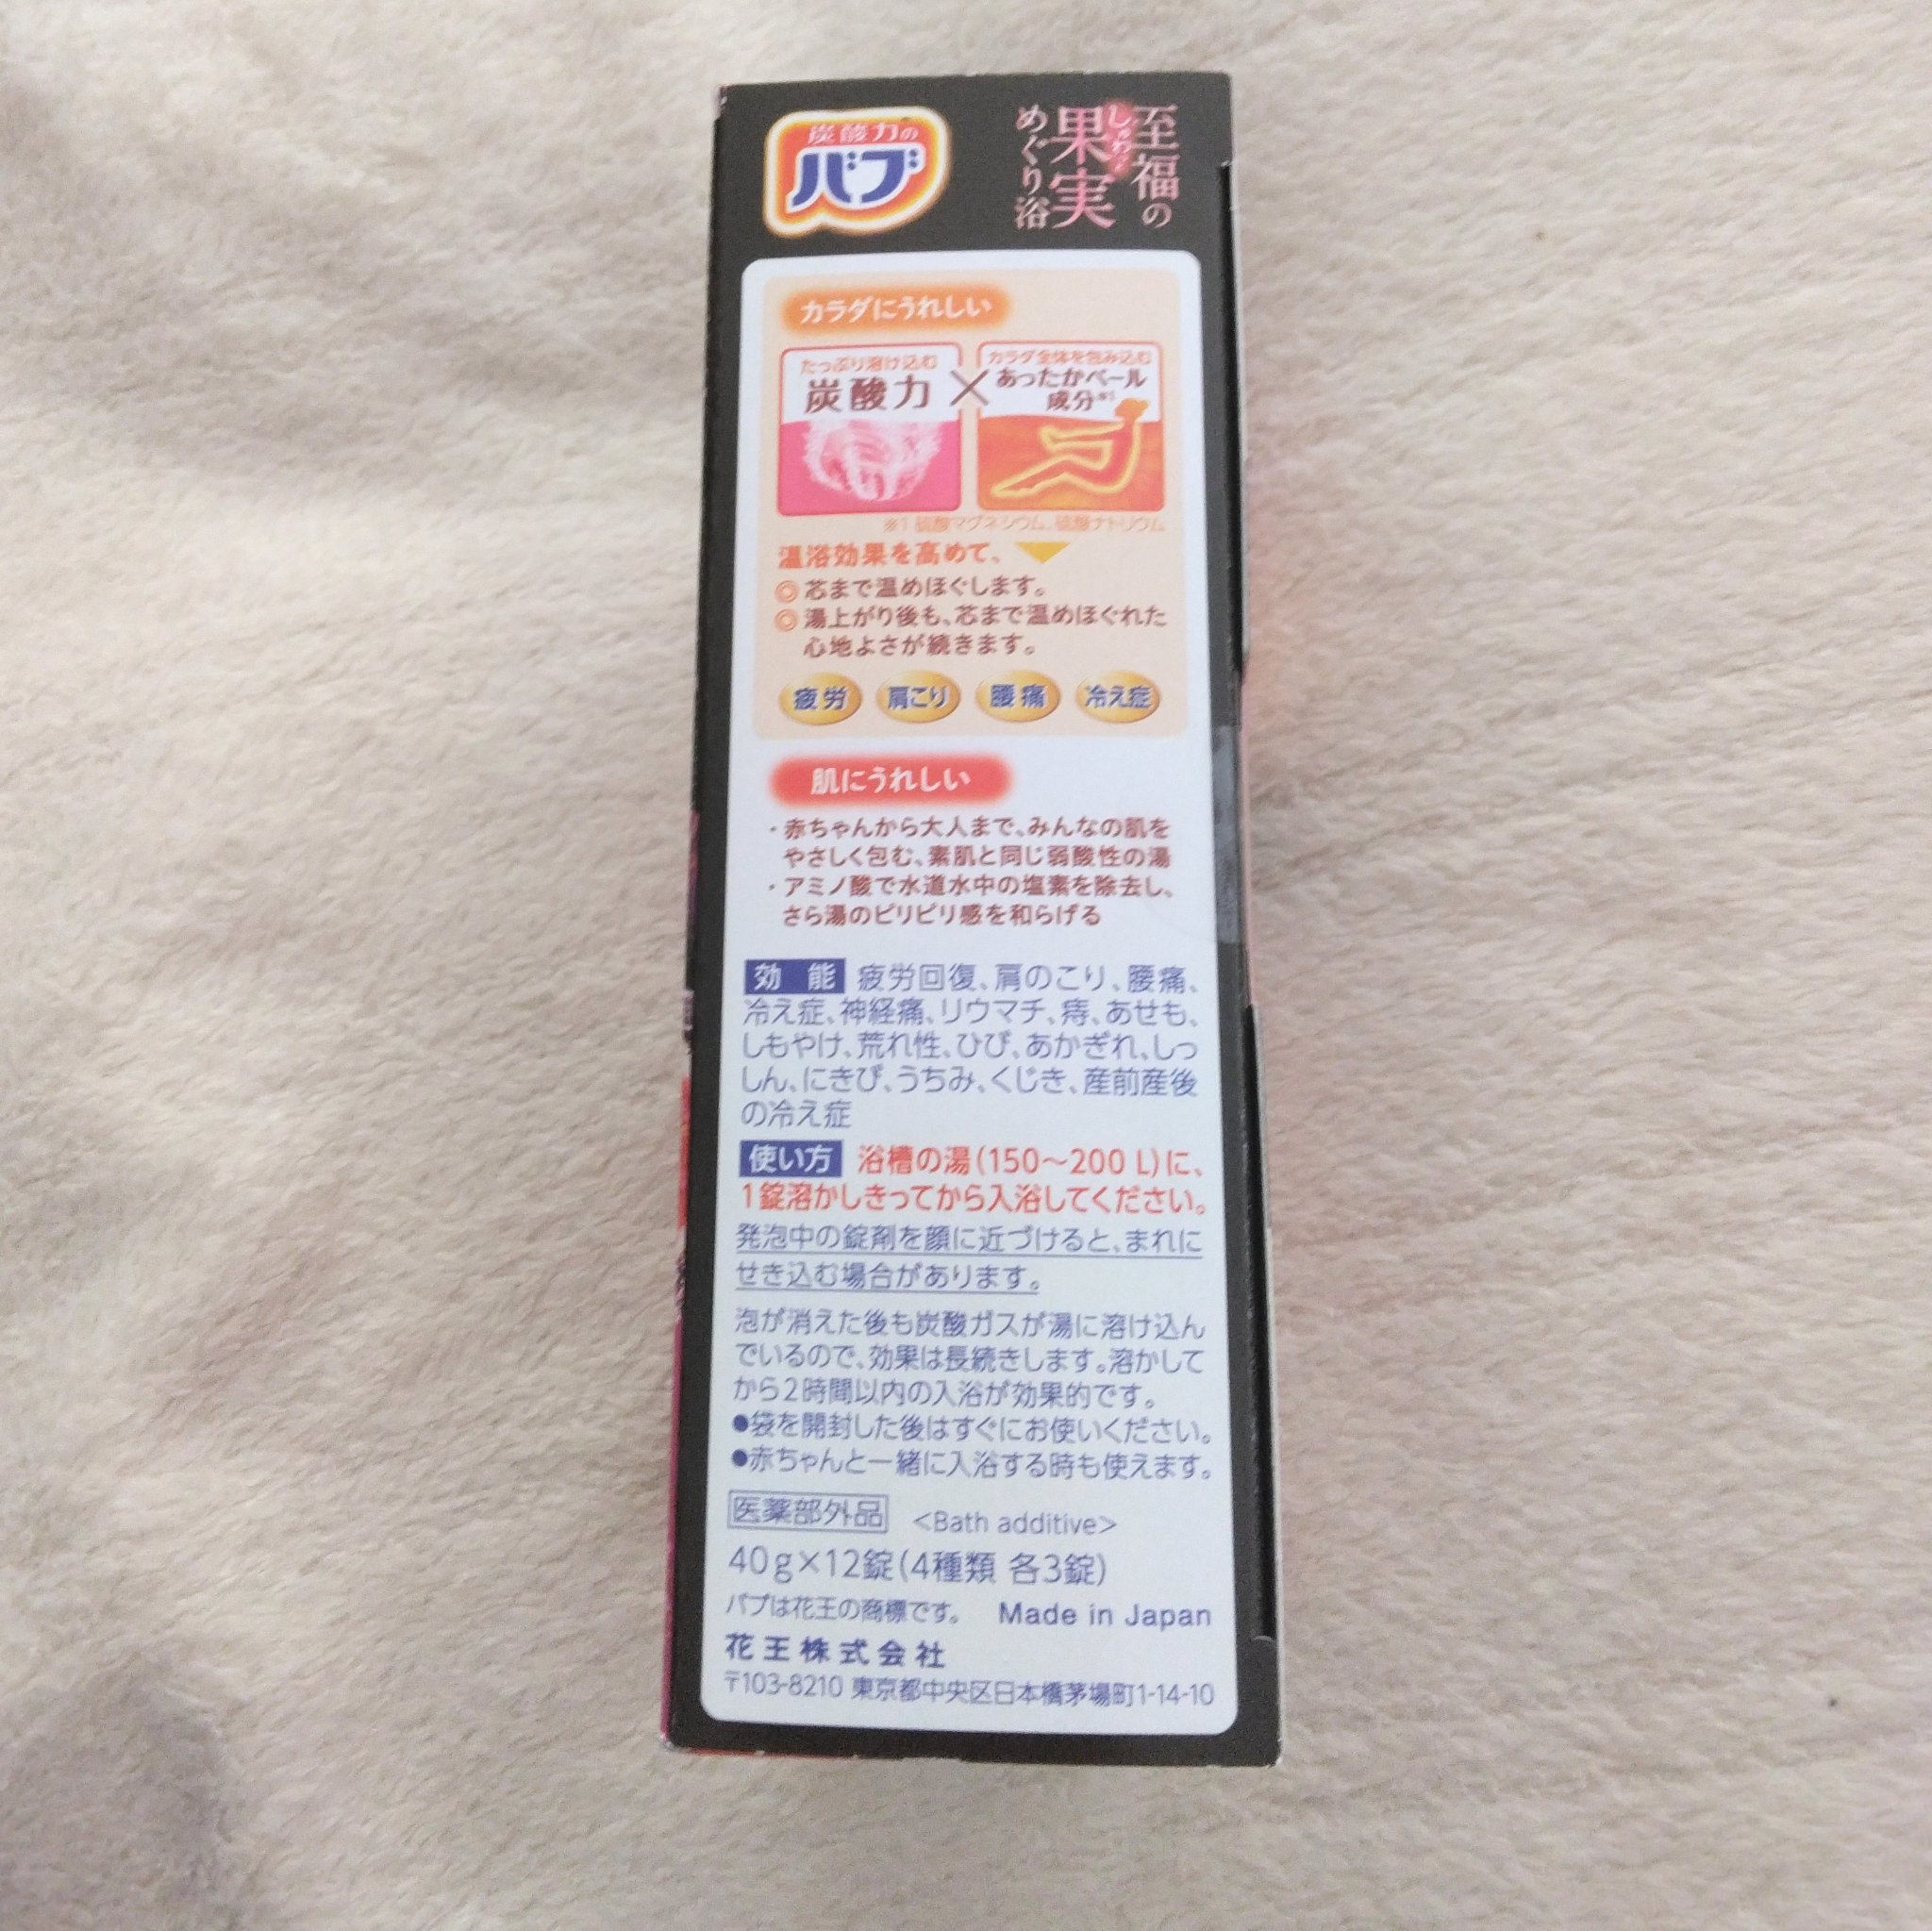 炭酸力の
バブ
至福の
しゅわっ
果実
めぐり浴
カラダにうれしい
たっぷり溶け込む
炭酸力
×
カラダ全体を包み込む
あったかベール
成分※1
※1 硫酸マグネシウム、硫酸ナトリウム
温浴効果を高めて、
◎芯まで温めほぐします。
◎湯上がり後も、芯まで温めほぐれた
心地よさが続きます。
疲労 肩こり 腰痛 冷え症
肌にうれしい
・赤ちゃんから大人まで、みんなの肌を
やさしく包む、素肌と同じ弱酸性の湯
・アミノ酸で水道水中の塩素を除去し、
さら湯のピリピリ感を和らげる
効 能 疲労回復、肩のこり、腰痛、
冷え症、神経痛、リウマチ、痔、あせも、
しもやけ、荒れ性、ひび、あかぎれ、しっ
しん、にきび、うちみ、くじき、産前産後
の冷え症
使い方 浴槽の湯(150～200 L)に、
1錠溶かしきってから入浴してください。
発泡中の錠剤を顔に近づけると、まれに
せき込む場合があります。
泡が消えた後も炭酸ガスが湯に溶け込ん
でいるので、効果は長続きします。溶かして
から2時間以内の入浴が効果的です。
●袋を開封した後はすぐにお使いください。
●赤ちゃんと一緒に入浴する時も使えます。
医薬部外品 <Bath additive>
40g×12錠(4種類 各3錠)
バブは花王の商標です。 Made in Japan
花王株式会社
〒103-8210 東京都中央区日本橋茅場町1-14-10